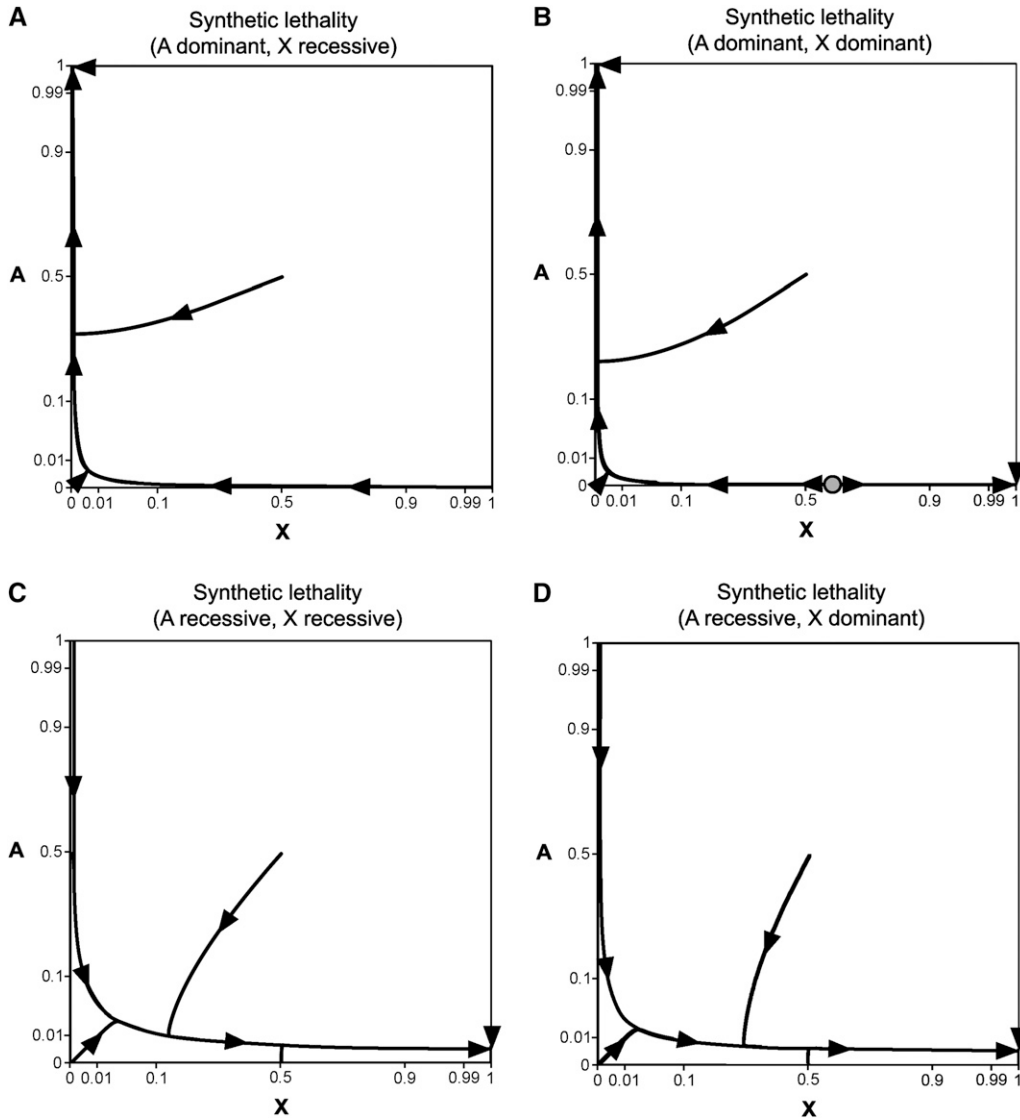 A
Synthetic lethality
(A dominant, X recessive)
1
0.99
0.9
A
0.5
0.1
0.01
0
0 0.01 0.1 0.5 0.9 0.99 1
X
B
Synthetic lethality
(A dominant, X dominant)
1
0.99
0.9
A
0.5
0.1
0.01
0
0 0.01 0.1 0.5 0.9 0.99 1
X
C
Synthetic lethality
(A recessive, X recessive)
1
0.99
0.9
A
0.5
0.1
0.01
0
0 0.01 0.1 0.5 0.9 0.99 1
X
D
Synthetic lethality
(A recessive, X dominant)
1
0.99
0.9
A
0.5
0.1
0.01
0
0 0.01 0.1 0.5 0.9 0.99 1
X